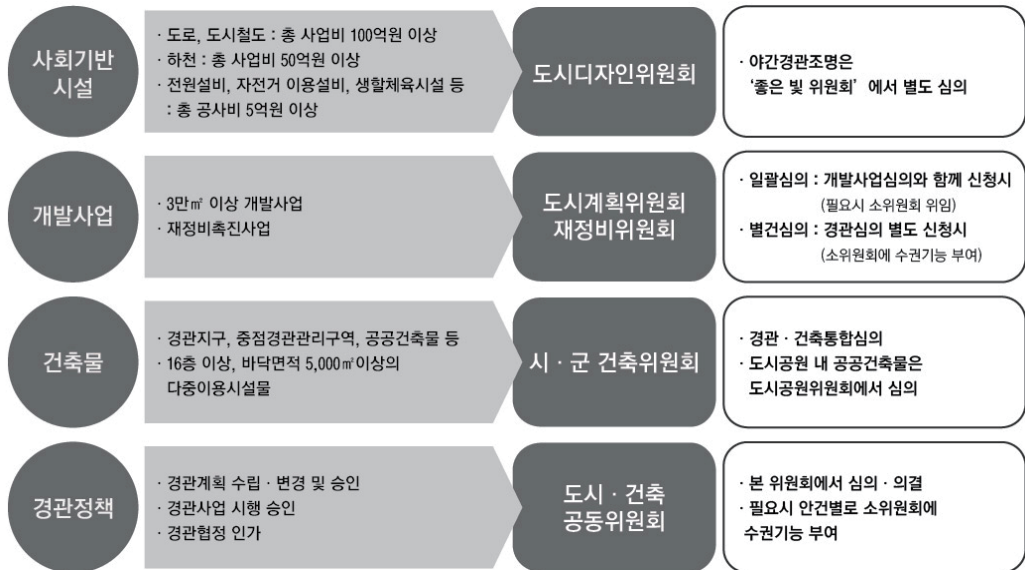 사회기반
시설
· 도로, 도시철도 : 총 사업비 100억원 이상
· 하천 : 총 사업비 50억원 이상
· 전원설비, 자전거 이용설비, 생활체육시설 등
: 총 공사비 5억원 이상
도시디자인위원회
· 야간경관조명은
‘좋은 빛 위원회’ 에서 별도 심의
개발사업
· 3만㎡ 이상 개발사업
· 재정비촉진사업
도시계획위원회
재정비위원회
· 일괄심의 : 개발사업심의와 함께 신청시
(필요시 소위원회 위임)
· 별건심의 : 경관심의 별도 신청시
(소위원회에 수권기능 부여)
건축물
· 경관지구, 중점경관관리구역, 공공건축물 등
· 16층 이상, 바닥면적 5,000㎡이상의
다중이용시설물
시 · 군 건축위원회
· 경관 · 건축통합심의
· 도시공원 내 공공건축물은
도시공원위원회에서 심의
경관정책
· 경관계획 수립 · 변경 및 승인
· 경관사업 시행 승인
· 경관협정 인가
도시 · 건축
공동위원회
· 본 위원회에서 심의 · 의결
· 필요시 안건별로 소위원회에
수권기능 부여